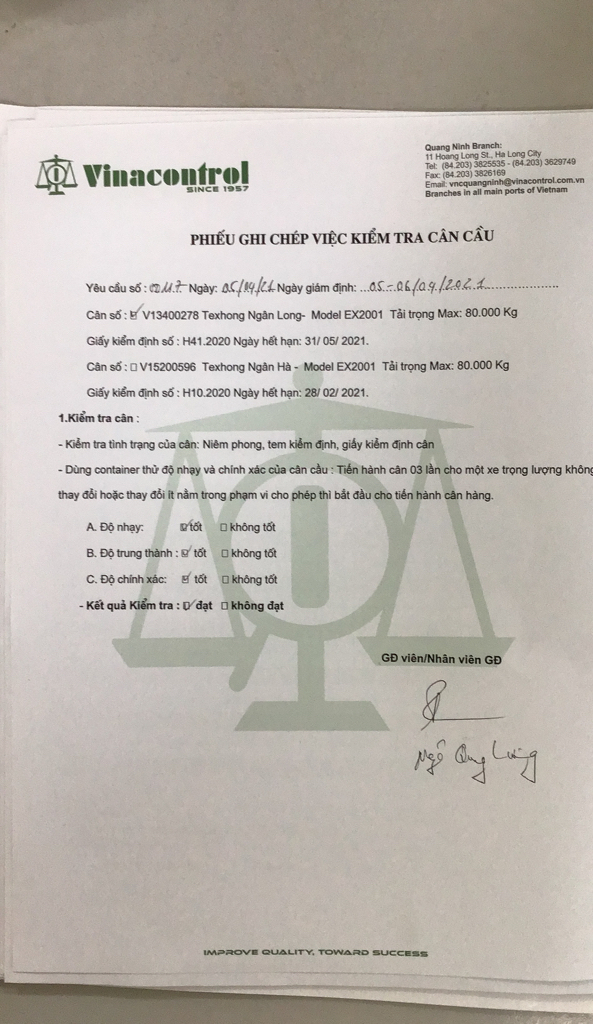 Vinacontrol
SINCE 1957
Quang Ninh Branch:
11 Hoang Long St., Ha Long City
Tel: (84.203) 3825535 - (84.203) 3629749
Fax: (84.203) 3826169
Email: vncquangninh@vinacontrol.com.vn
Branches in all main ports of Vietnam
PHIẾU GHI CHÉP VIỆC KIỂM TRA CÂN CẦU
Yêu cầu số : Ngày: 05/04/21 Ngày giám định: ...05-06/04/2021....................
Cân số : ☑ V13400278 Texhong Ngân Long- Model EX2001 Tải trọng Max: 80.000 Kg
Giấy kiểm định số : H41.2020 Ngày hết hạn: 31/ 05/ 2021.
Cân số : ☐ V15200596 Texhong Ngân Hà - Model EX2001 Tải trọng Max: 80.000 Kg
Giấy kiểm định số : H10.2020 Ngày hết hạn: 28/ 02/ 2021.
1.Kiểm tra cân :
- Kiểm tra tình trạng của cân: Niêm phong, tem kiểm định, giấy kiểm định cân
- Dùng container thử độ nhạy và chính xác của cân cầu : Tiến hành cân 03 lần cho một xe trọng lượng không
thay đổi hoặc thay đổi ít nằm trong phạm vi cho phép thì bắt đầu cho tiến hành cân hàng.
A. Độ nhạy: ☑ tốt ☐ không tốt
B. Độ trung thành : ☑ tốt ☐ không tốt
C. Độ chính xác: ☑ tốt ☐ không tốt
- Kết quả Kiểm tra : ☑ đạt ☐ không đạt
GĐ viên/Nhân viên GĐ
Ngô
IMPROVE QUALITY, TOWARD SUCCESS